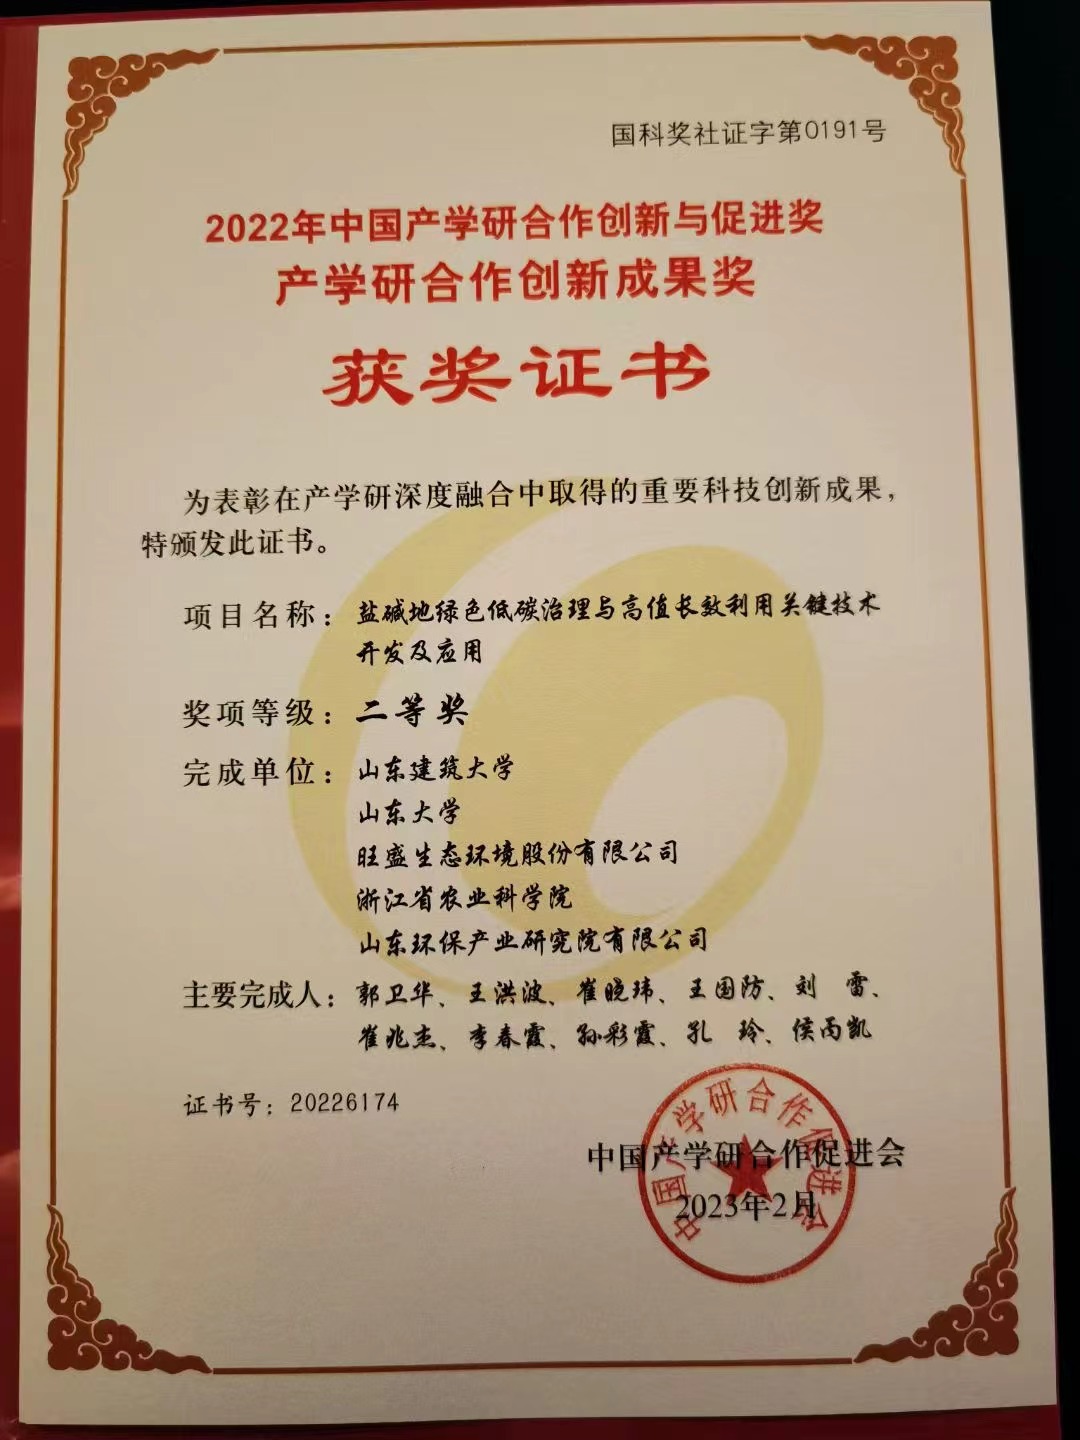 国科奖社证字第0191号
2022年中国产学研合作创新与促进奖
产学研合作创新成果奖
获奖证书
为表彰在产学研深度融合中取得的重要科技创新成果,
特颁发此证书。
项目名称：盐碱地绿色低碳治理与高值长效利用关键技术
开发及应用
奖项等级：二等奖
完成单位：山东建筑大学
山东大学
旺盛生态环境股份有限公司
浙江省农业科学院
山东环保产业研究院有限公司
主要完成人：郭卫华、王洪波、崔晓玮、王国防、刘　雷、
崔兆杰、李春霞、孙彩霞、孔　玲、侯丙凯
证书号：20226174
中国产学研合作促进会
2023年2月
中国产学研合作促进会